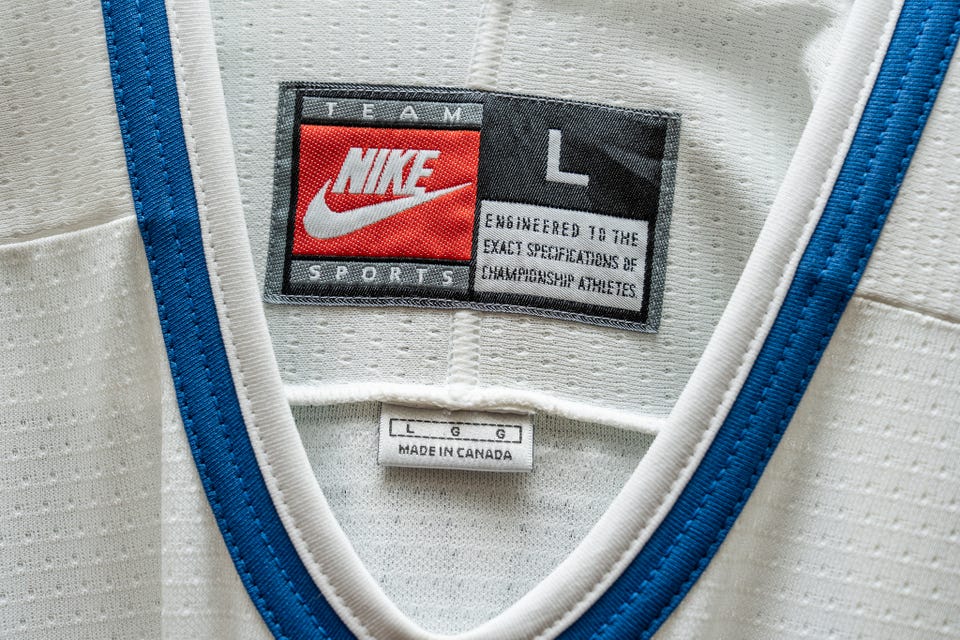 TEAM
NIKE
SPORTS
L
ENGINEERED TO THE
EXACT SPECIFICATIONS OF
CHAMPIONSHIP ATHLETES
L G G
MADE IN CANADA